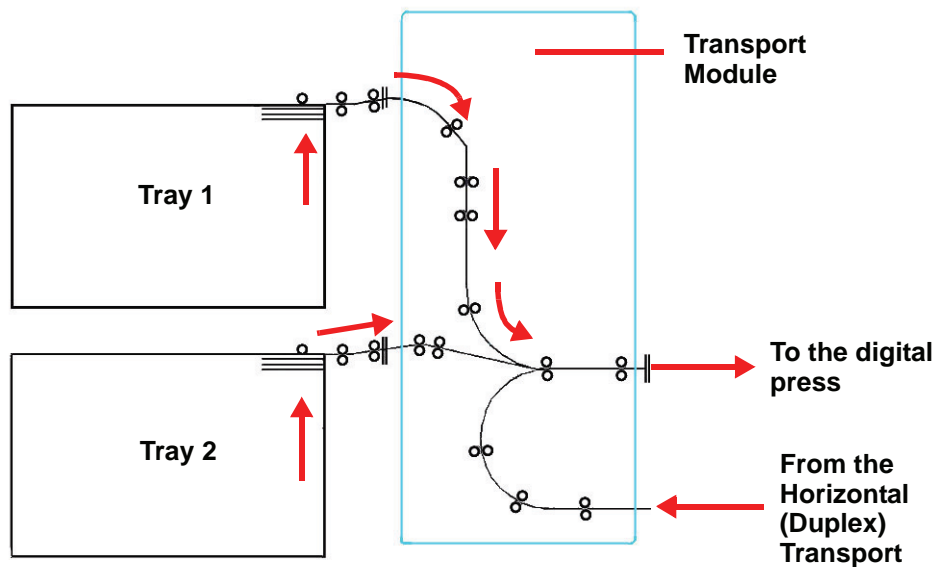 Transport
Module
Tray 1
To the digital
press
Tray 2
From the
Horizontal
(Duplex)
Transport